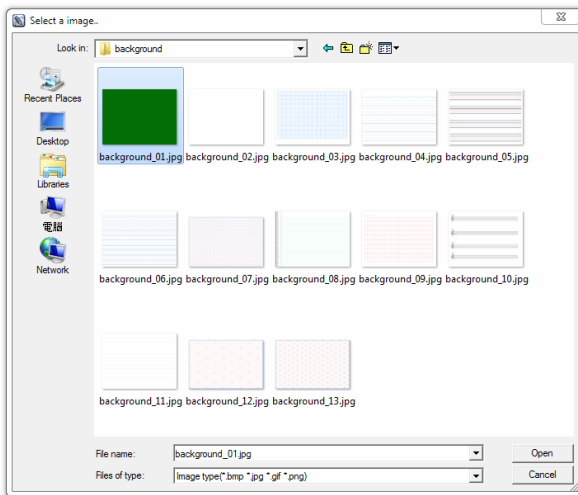 Select a image..
Look in:
background
Recent Places
Desktop
Libraries
電腦
Network
background_01.jpg background_02.jpg background_03.jpg background_04.jpg background_05.jpg
background_06.jpg background_07.jpg background_08.jpg background_09.jpg background_10.jpg
background_11.jpg background_12.jpg background_13.jpg
File name:
background_01.jpg
Open
Files of type:
Image type(*.bmp *.jpg *.gif *.png)
Cancel